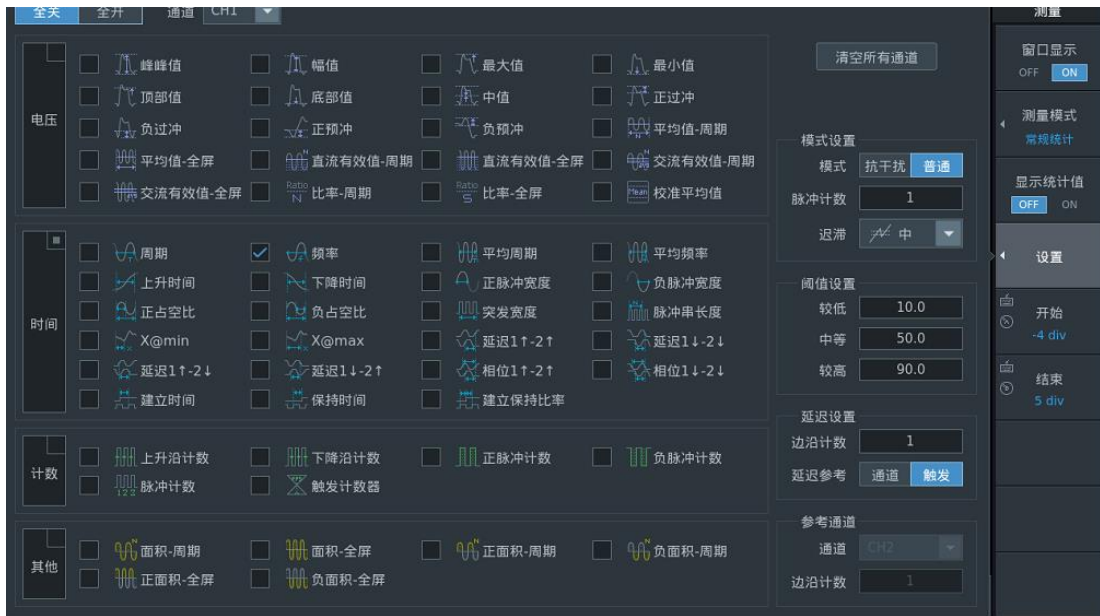 全关 全开 通道 CH1 测量
峰峰值 幅值 最大值 最小值
顶部值 底部值 中值 正过冲
电压
负过冲 正预冲 负预冲 平均值-周期
平均值-全屏 直流有效值-周期 直流有效值-全屏 交流有效值-周期
交流有效值-全屏 Ratio N 比率-周期 Ratio S 比率-全屏 Mean 校准平均值
周期 频率 平均周期 平均频率
上升时间 下降时间 正脉冲宽度 负脉冲宽度
时间
正占空比 负占空比 突发宽度 脉冲串长度
X@min X@max 延迟1↑-2↑ 延迟1↓-2↓
延迟1↑-2↓ 延迟1↓-2↑ 相位1↑-2↑ 相位1↓-2↓
建立时间 保持时间 建立保持比率
计数
上升沿计数 下降沿计数 正脉冲计数 负脉冲计数
123 脉冲计数 触发计数器
其他
面积-周期 面积-全屏 正面积-周期 负面积-周期
正面积-全屏 负面积-全屏
清空所有通道
模式设置
模式 抗干扰 普通
脉冲计数 1
迟滞 中
阈值设置
较低 10.0
中等 50.0
较高 90.0
延迟设置
边沿计数 1
延迟参考 通道 触发
参考通道
通道 CH2
边沿计数 1
窗口显示
OFF ON
测量模式
常规统计
显示统计值
OFF ON
设置
开始
-4 div
结束
5 div